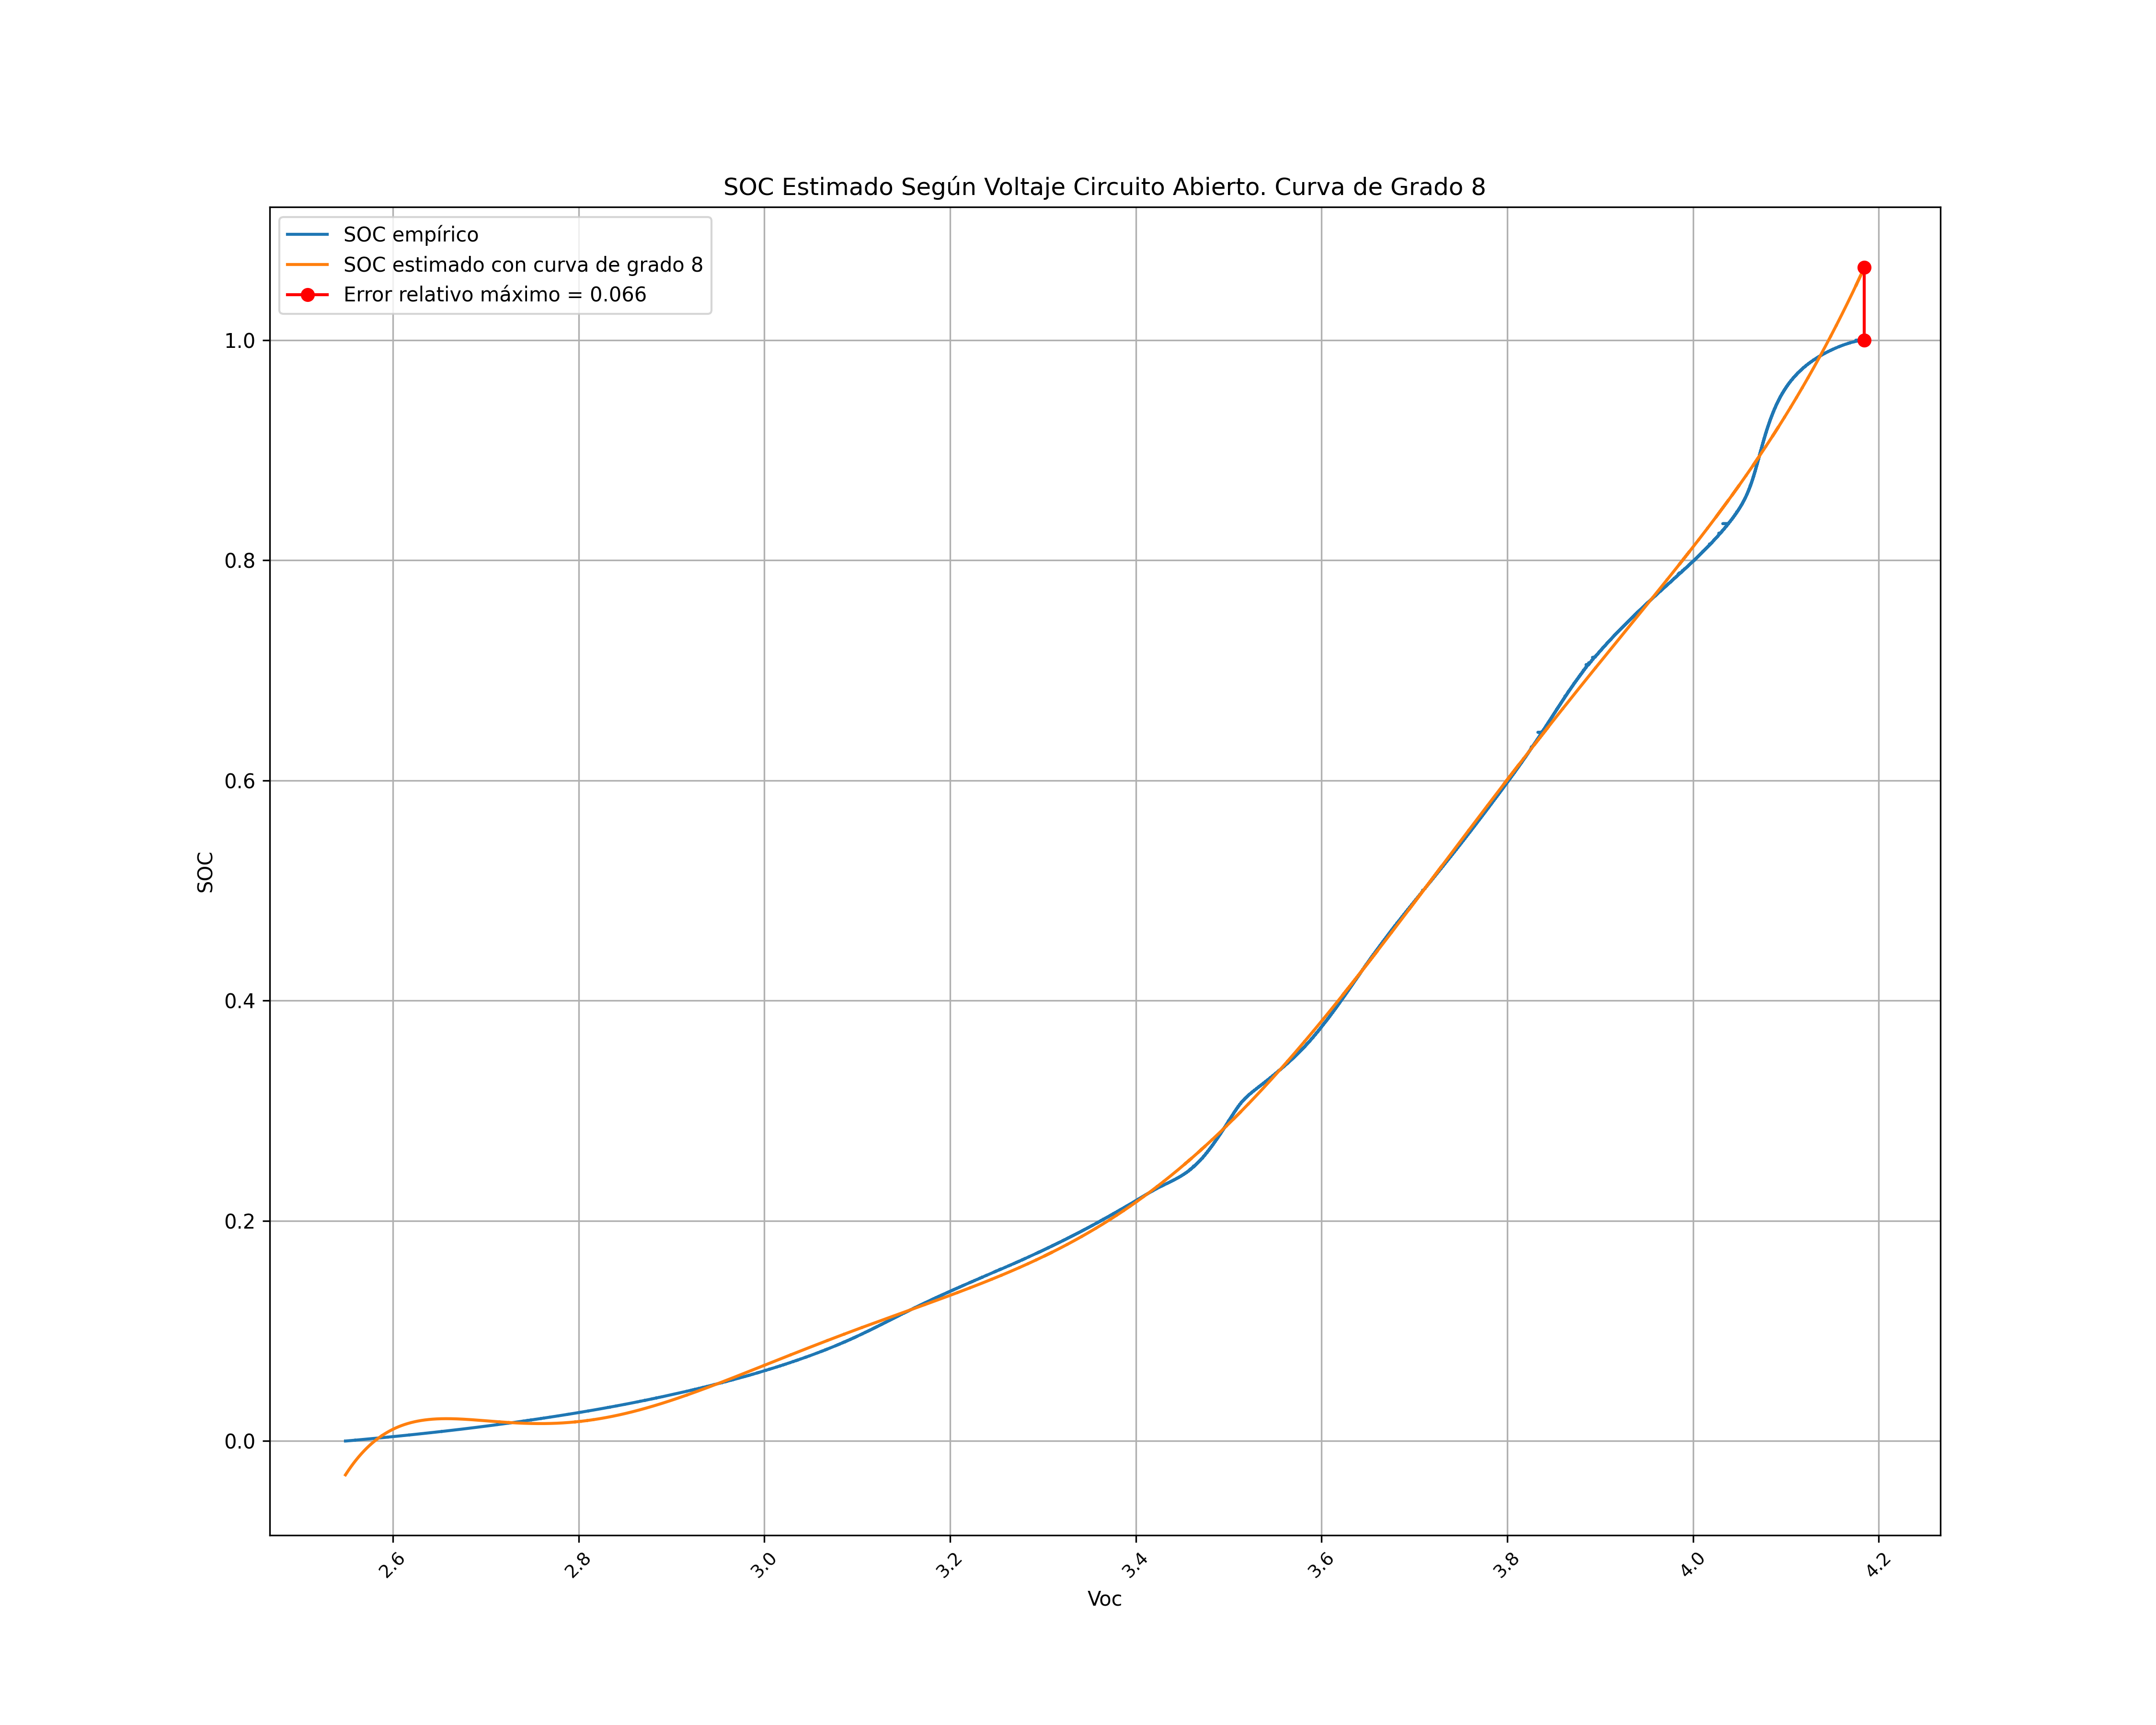 SOC Estimado Según Voltaje Circuito Abierto. Curva de Grado 8
SOC empírico
SOC estimado con curva de grado 8
Error relativo máximo = 0.066
1.0
0.8
0.6
0.4
0.2
0.0
SOC
2.6 2.8 3.0 3.2 3.4 3.6 3.8 4.0 4.2
Voc